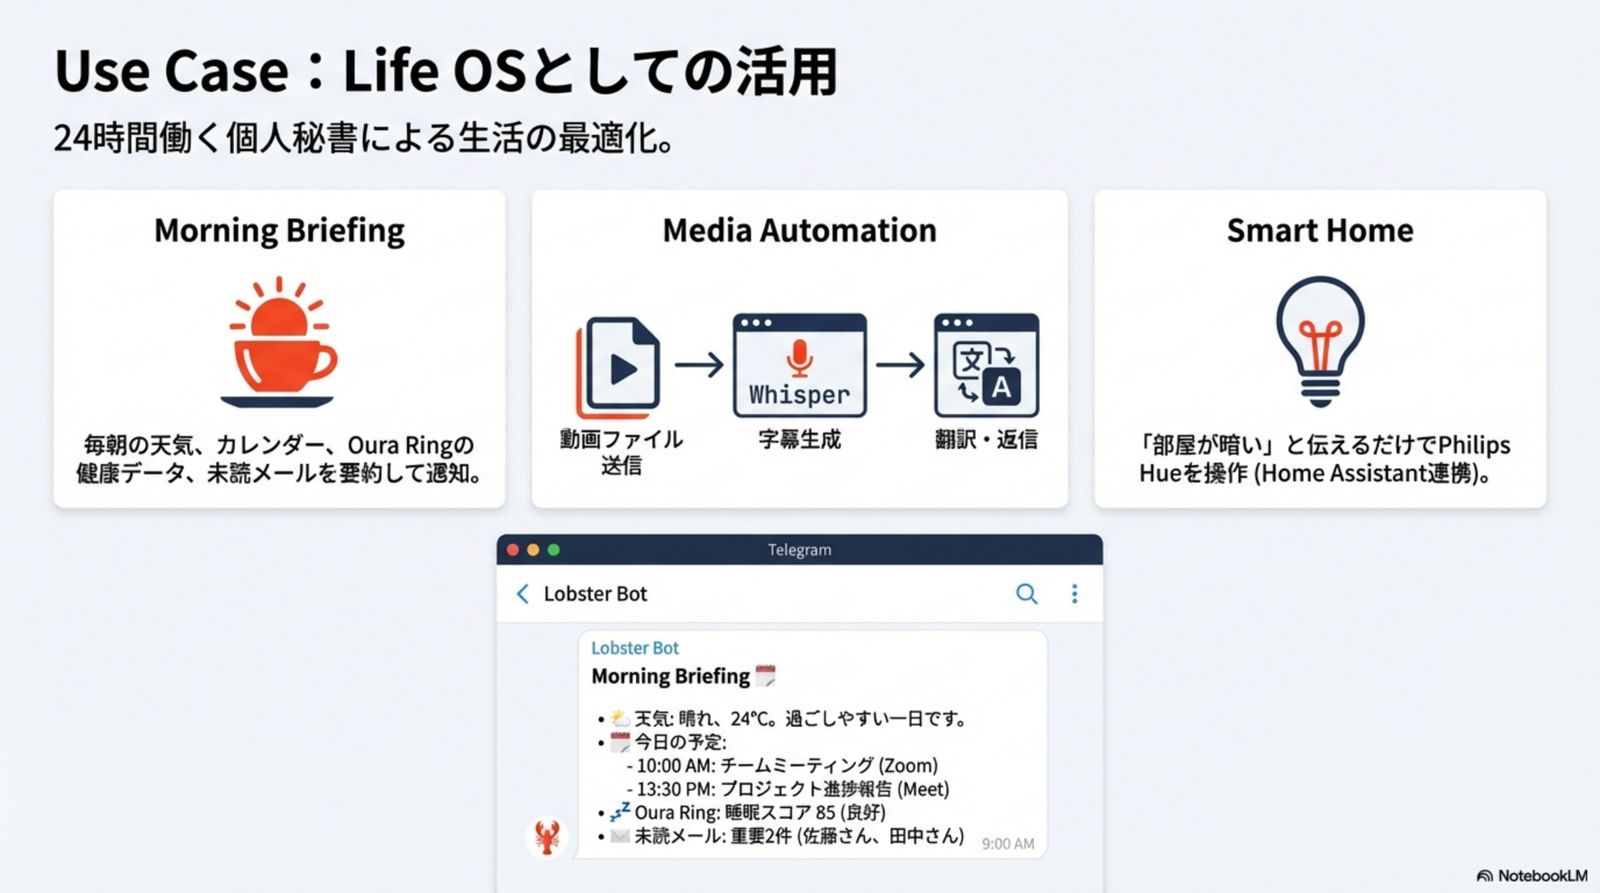 Use Case：Life OSとしての活用
24時間働く個人秘書による生活の最適化。
Morning Briefing
毎朝の天気、カレンダー、Oura Ringの
健康データ、未読メールを要約して通知。
Media Automation
Whisper
文
A
動画ファイル
送信
字幕生成
翻訳・返信
Smart Home
「部屋が暗い」と伝えるだけでPhilips
Hueを操作 (Home Assistant連携)。
Telegram
Lobster Bot
Lobster Bot
Morning Briefing 🗓️
• 🌤️ 天気: 晴れ、24℃。過ごしやすい一日です。
• 🗓️ 今日の予定:
- 10:00 AM: チームミーティング (Zoom)
- 13:30 PM: プロジェクト進捗報告 (Meet)
• 💤 Oura Ring: 睡眠スコア 85 (良好)
• ✉️ 未読メール: 重要2件 (佐藤さん、田中さん)
9:00 AM
NotebookLM